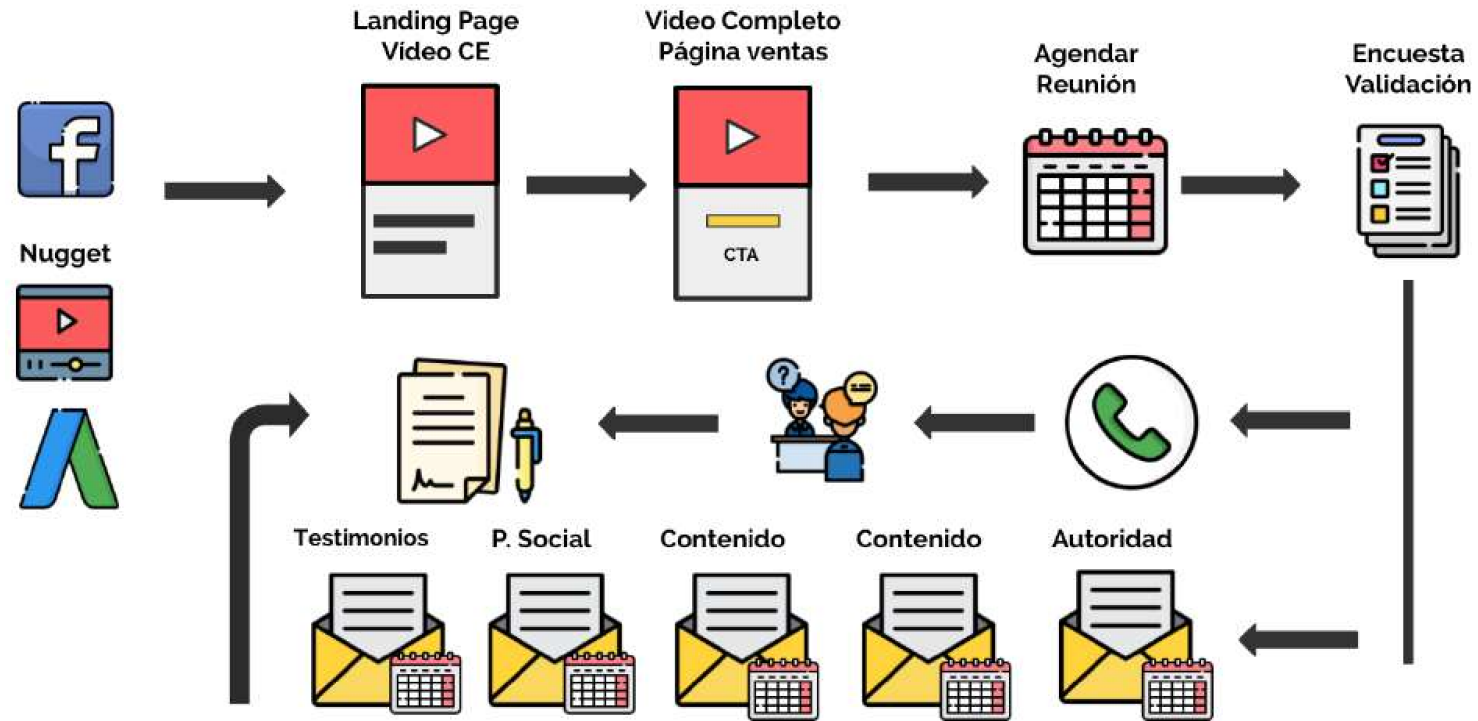 Landing Page
Vídeo CE
Video Completo
Página ventas
Agendar
Reunión
Encuesta
Validación
Nugget
CTA
Testimonios
P. Social
Contenido
Contenido
Autoridad